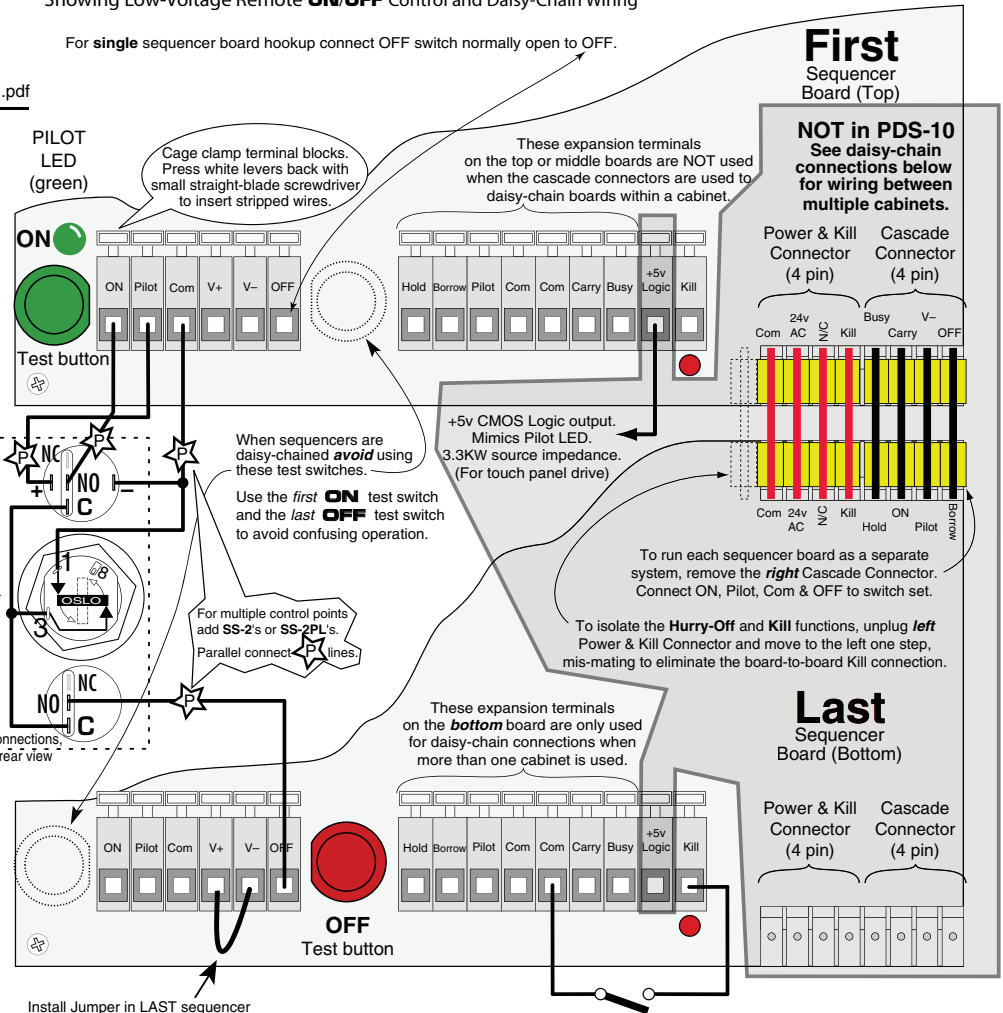 Showing Low-Voltage Remote ON/OFF Control and Daisy-Chain Wiring
For single sequencer board hookup connect OFF switch normally open to OFF.
.pdf
First
Sequencer
Board (Top)
NOT in PDS-10
See daisy-chain
connections below
for wiring between
multiple cabinets.
PILOT
LED
(green)
Cage clamp terminal blocks.
Press white levers back with
small straight-blade screwdriver
to insert stripped wires.
These expansion terminals
on the top or middle boards are NOT used
when the cascade connectors are used to
daisy-chain boards within a cabinet.
Power & Kill
Connector
(4 pin)
Cascade
Connector
(4 pin)
ON
ON Pilot Com V+ V– OFF
Hold Borrow Pilot Com Com Carry Busy +5v Logic Kill
Test button
Com 24v AC N/C Kill Busy Carry V– OFF
+5v CMOS Logic output.
Mimics Pilot LED.
3.3KW source impedance.
(For touch panel drive)
When sequencers are
daisy-chained avoid using
these test switches.
Use the first ON test switch
and the last OFF test switch
to avoid confusing operation.
P P P
NC
+ NO –
C
Com 24v AC N/C Kill Hold ON Pilot Borrow
To run each sequencer board as a separate
system, remove the right Cascade Connector.
Connect ON, Pilot, Com & OFF to switch set.
1 8
OSLO
3
For multiple control points
add SS-2's or SS-2PL's.
Parallel connect P lines.
To isolate the Hurry-Off and Kill functions, unplug left
Power & Kill Connector and move to the left one step,
mis-mating to eliminate the board-to-board Kill connection.
NC
NO
C
P
onnections,
rear view
These expansion terminals
on the bottom board are only used
for daisy-chain connections when
more than one cabinet is used.
Last
Sequencer
Board (Bottom)
Power & Kill
Connector
(4 pin)
Cascade
Connector
(4 pin)
ON Pilot Com V+ V– OFF
Hold Borrow Pilot Com Com Carry Busy +5v Logic Kill
OFF
Test button
Install Jumper in LAST sequencer